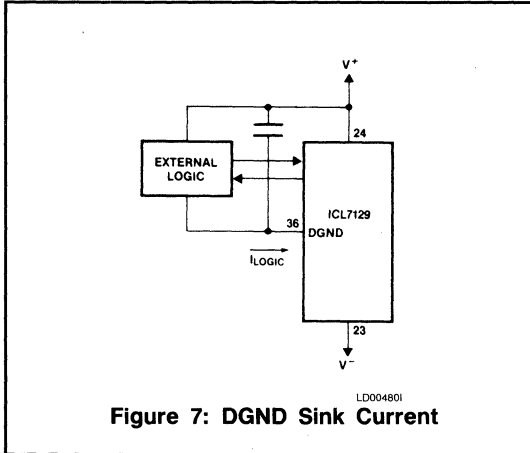 V+
24
EXTERNAL
LOGIC
ICL7129
36
DGND
ILOGIC
23
V−
LD00480I
Figure 7: DGND Sink Current